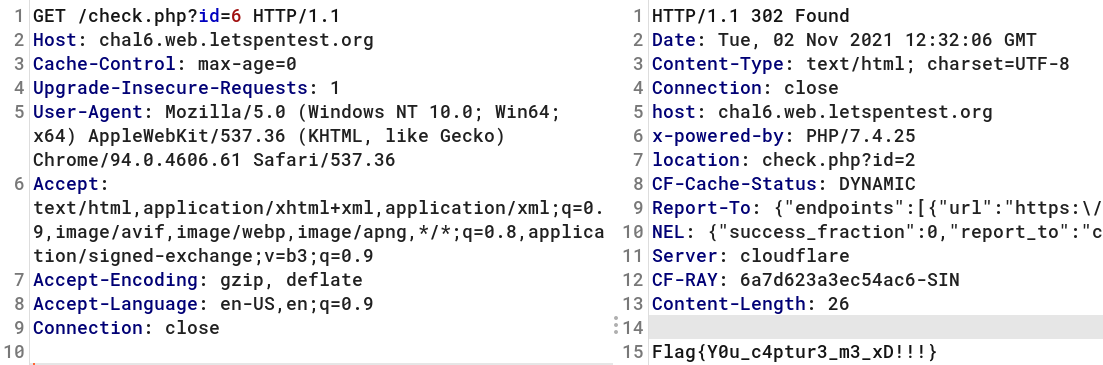 1 GET /check.php?id=6 HTTP/1.1
2 Host: chal6.web.letspentest.org
3 Cache-Control: max-age=0
4 Upgrade-Insecure-Requests: 1
5 User-Agent: Mozilla/5.0 (Windows NT 10.0; Win64;
x64) AppleWebKit/537.36 (KHTML, like Gecko)
Chrome/94.0.4606.61 Safari/537.36
6 Accept:
text/html,application/xhtml+xml,application/xml;q=0.
9,image/avif,image/webp,image/apng,*/*;q=0.8,applica
tion/signed-exchange;v=b3;q=0.9
7 Accept-Encoding: gzip, deflate
8 Accept-Language: en-US,en;q=0.9
9 Connection: close
10
1 HTTP/1.1 302 Found
2 Date: Tue, 02 Nov 2021 12:32:06 GMT
3 Content-Type: text/html; charset=UTF-8
4 Connection: close
5 host: chal6.web.letspentest.org
6 x-powered-by: PHP/7.4.25
7 location: check.php?id=2
8 CF-Cache-Status: DYNAMIC
9 Report-To: {"endpoints":[{"url":"https:\/
10 NEL: {"success_fraction":0,"report_to":"c
11 Server: cloudflare
12 CF-RAY: 6a7d623a3ec54ac6-SIN
13 Content-Length: 26
14
15 Flag{Y0u_c4ptur3_m3_xD!!!}